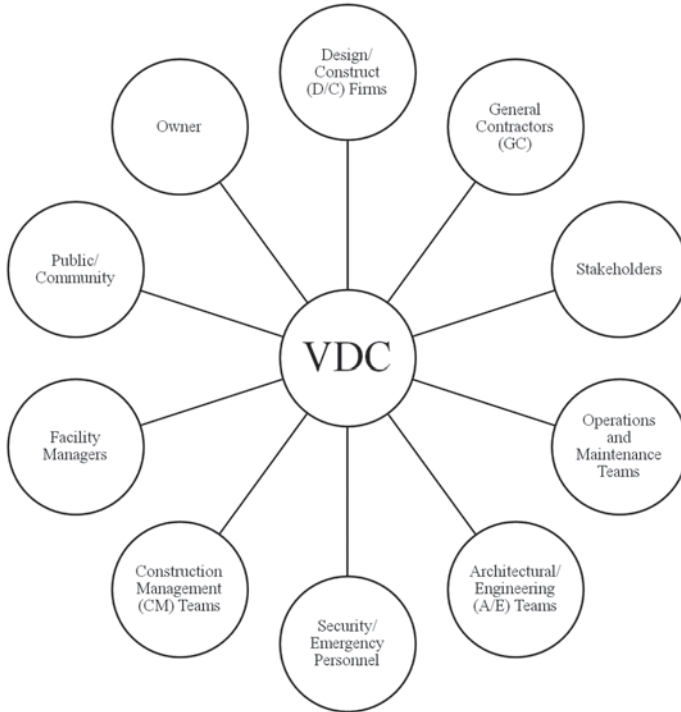 Design/
Construct
(D/C) Firms
General
Contractors
(GC)
Owner
Public/
Community
Stakeholders
VDC
Facility
Managers
Operations
and
Maintenance
Teams
Construction
Management
(CM) Teams
Architectural/
Engineering
(A/E) Teams
Security/
Emergency
Personnel